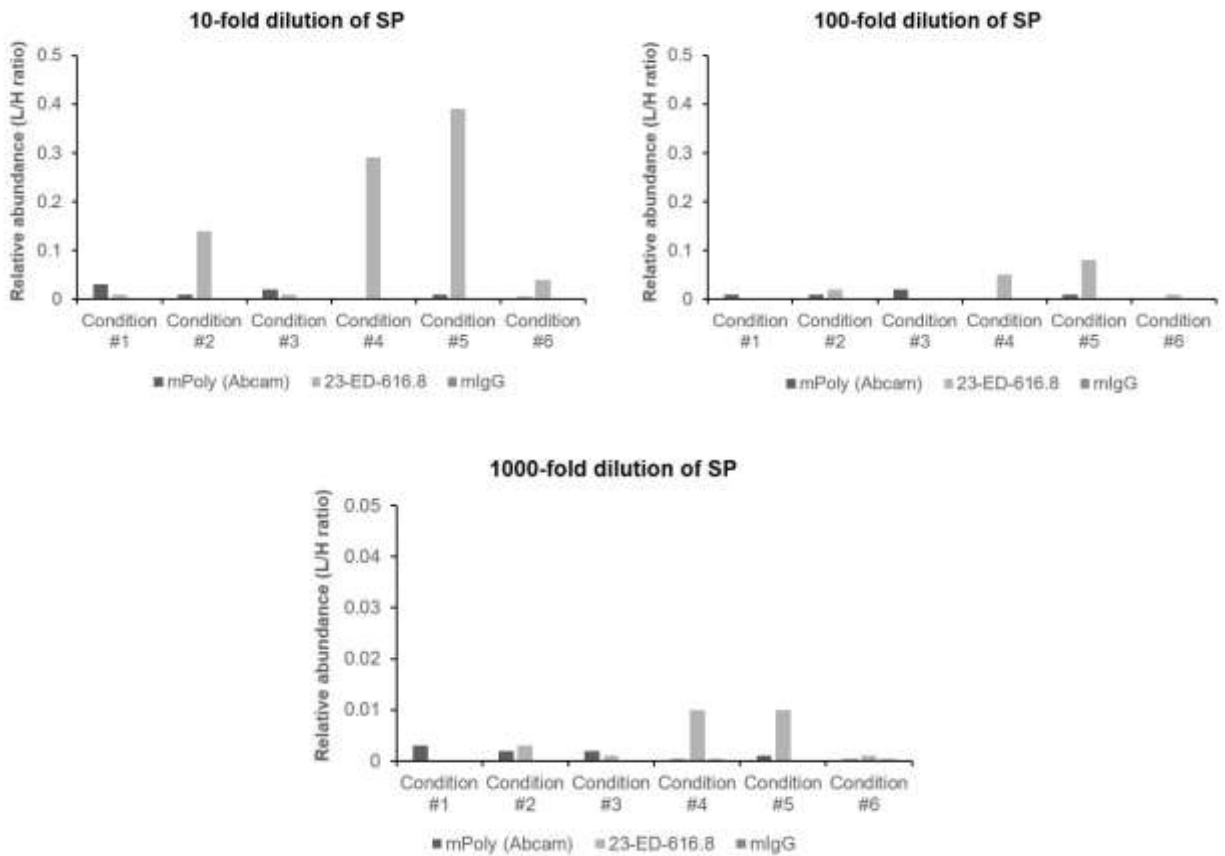 10-fold dilution of SP
Relative abundance (L/H ratio)
0.5
0.4
0.3
0.2
0.1
0
Condition #1
Condition #2
Condition #3
Condition #4
Condition #5
Condition #6
mPoly (Abcam) 23-ED-616.8 mIgG
100-fold dilution of SP
Relative abundance (L/H ratio)
0.5
0.4
0.3
0.2
0.1
0
Condition #1
Condition #2
Condition #3
Condition #4
Condition #5
Condition #6
mPoly (Abcam) 23-ED-616.8 mIgG
1000-fold dilution of SP
Relative abundance (L/H ratio)
0.05
0.04
0.03
0.02
0.01
0
Condition #1
Condition #2
Condition #3
Condition #4
Condition #5
Condition #6
mPoly (Abcam) 23-ED-616.8 mIgG